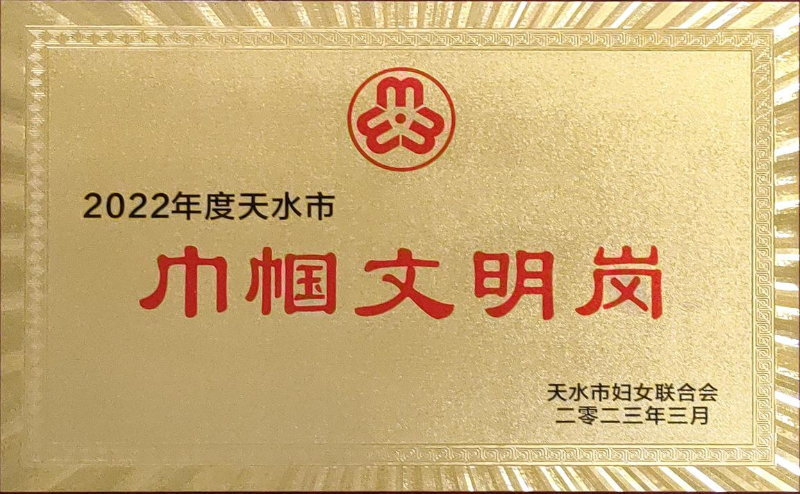 2022年度天水市
巾帼文明岗
天水市妇女联合会
二零二三年三月